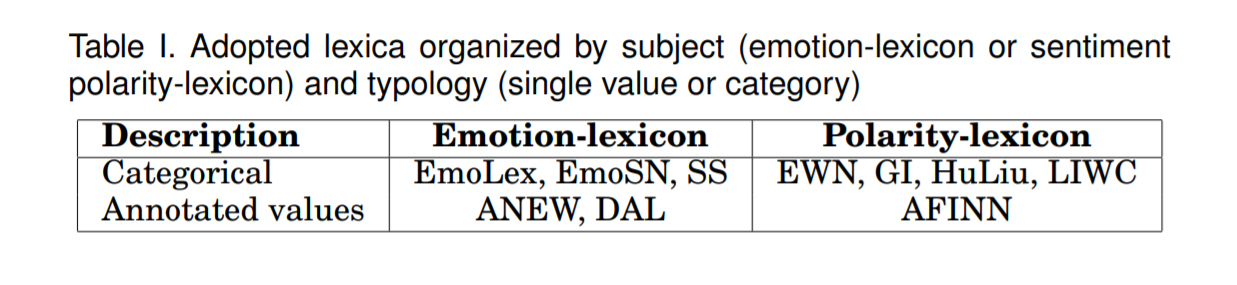 Table I. Adopted lexica organized by subject (emotion-lexicon or sentiment
polarity-lexicon) and typology (single value or category)
Description Emotion-lexicon Polarity-lexicon
Categorical EmoLex, EmoSN, SS EWN, GI, HuLiu, LIWC
Annotated values ANEW, DAL AFINN